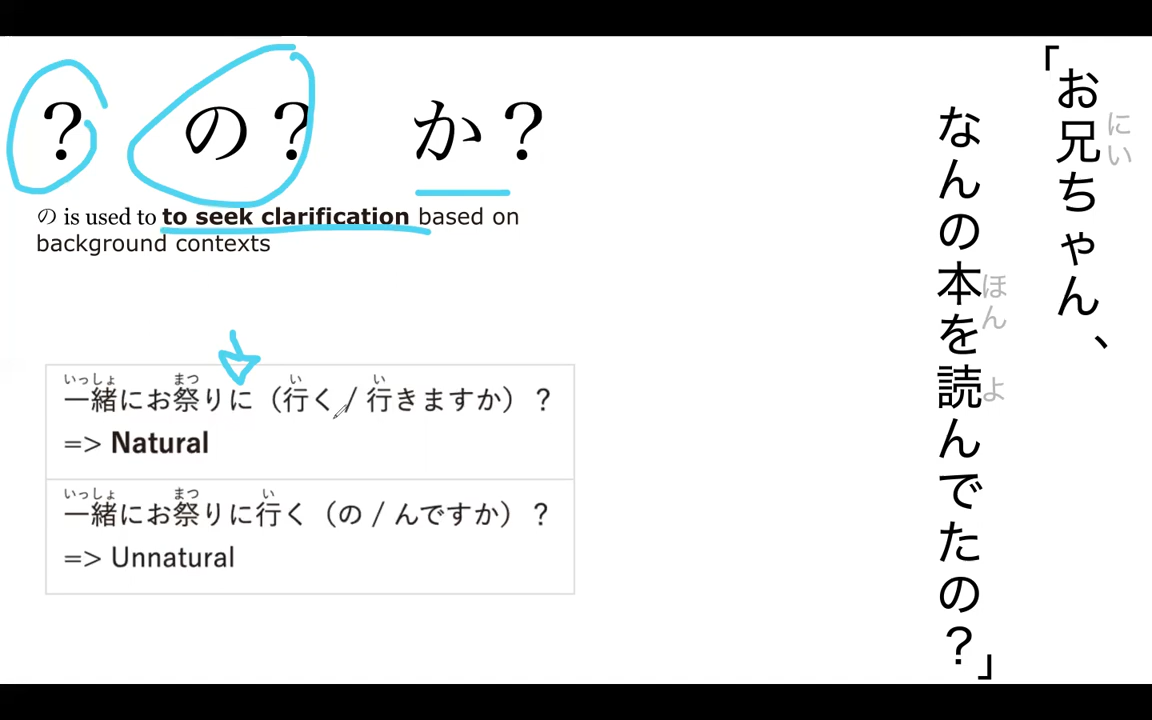 ？ の？ か？
の is used to to seek clarification based on
background contexts
いっしょ まつ い い
一緒にお祭りに（行く / 行きますか）？
=> Natural
いっしょ まつ い
一緒にお祭りに行く（の / んですか）？
=> Unnatural
「お兄ちゃん、
にい
なんの本を読んでたの？」
ほん よ